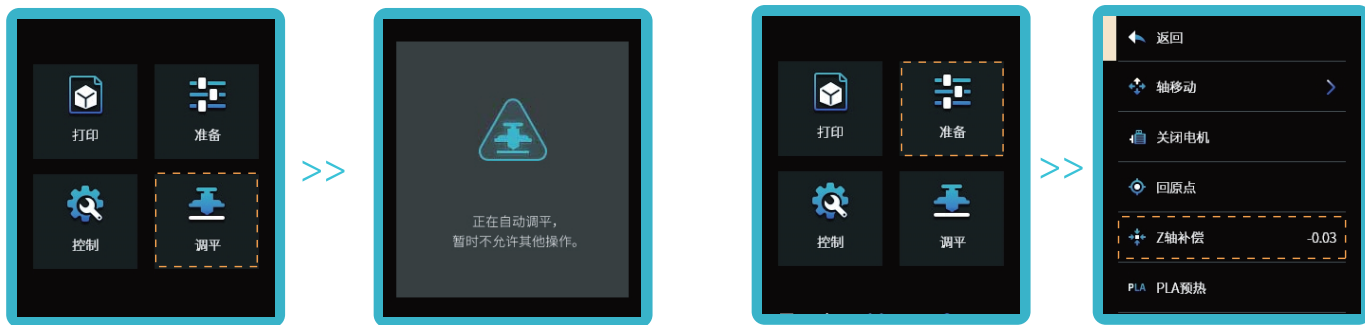 打印
准备
控制
调平
>>
正在自动调平，
暂时不允许其他操作。
打印
准备
控制
调平
>>
返回
轴移动
关闭电机
回原点
Z轴补偿 -0.03
PLA PLA预热